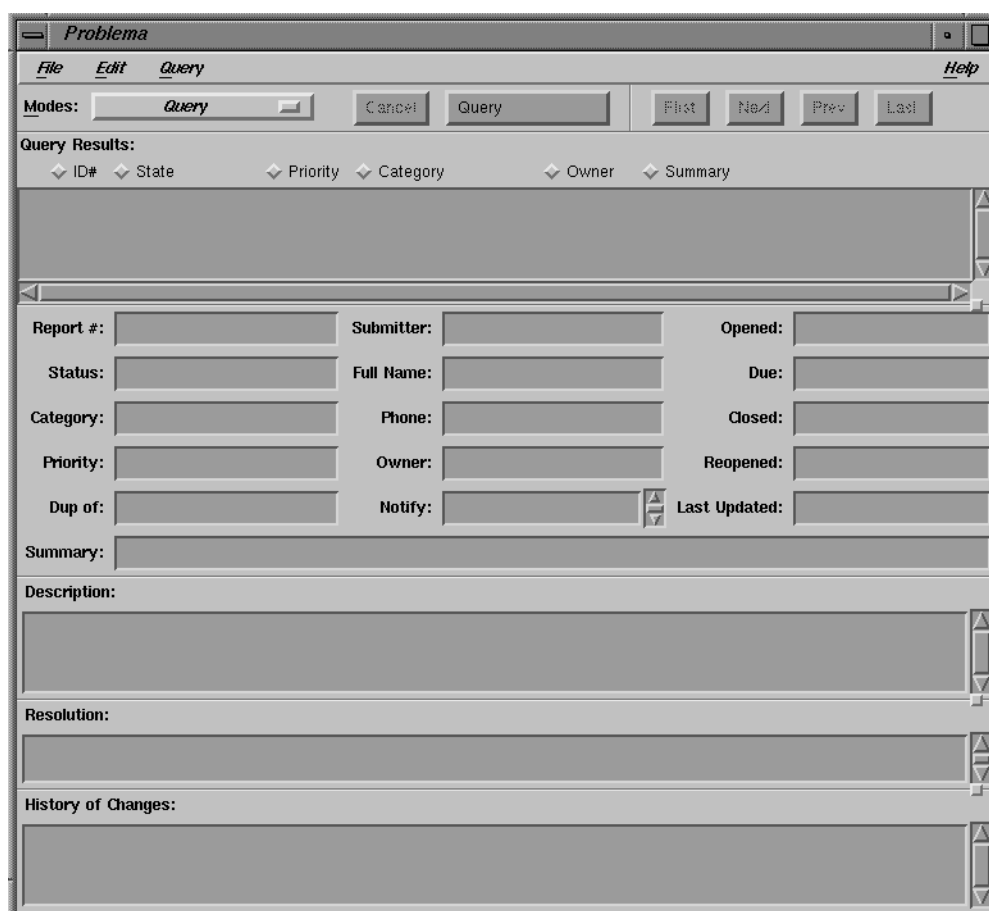 Problema
File Edit Query Help
Modes: Query Cancel Query First Next Prev Last
Query Results:
ID# State Priority Category Owner Summary
Report #: Submitter: Opened:
Status: Full Name: Due:
Category: Phone: Closed:
Priority: Owner: Reopened:
Dup of: Notify: Last Updated:
Summary:
Description:
Resolution:
History of Changes: